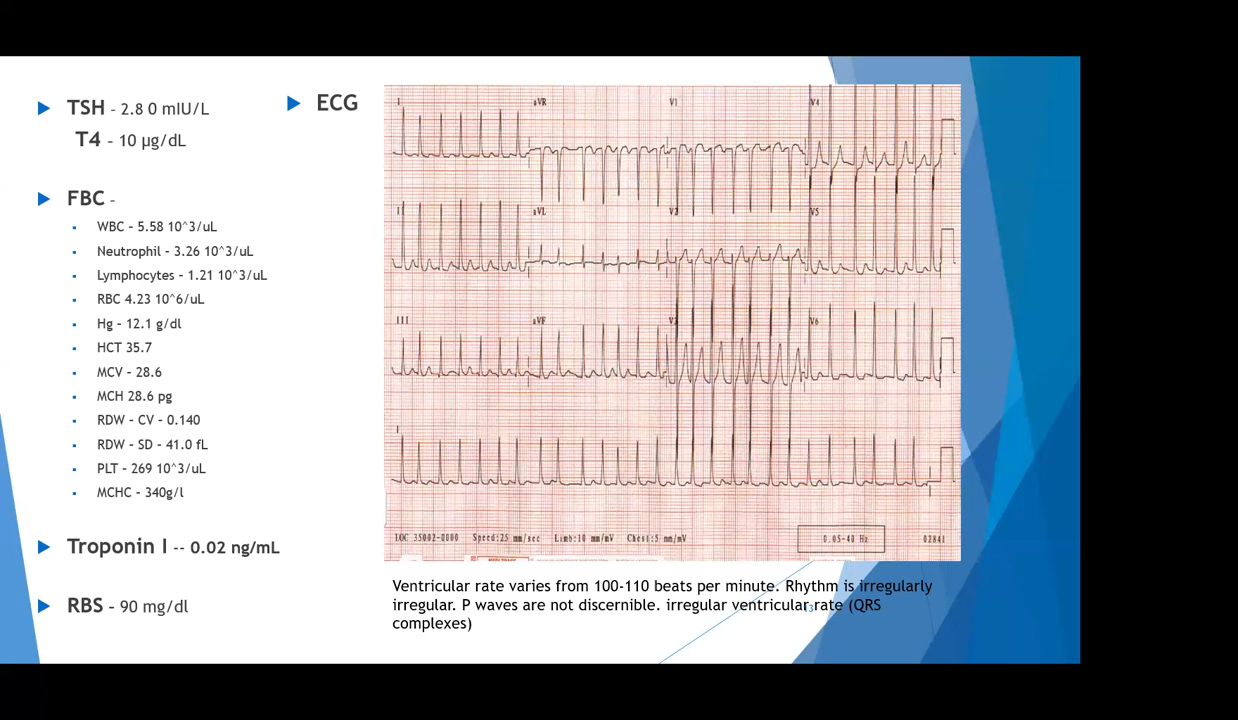 TSH - 2.8 0 mIU/L
T4 - 10 µg/dL
FBC -
WBC - 5.58 10^3/uL
Neutrophil - 3.26 10^3/uL
Lymphocytes - 1.21 10^3/uL
RBC 4.23 10^6/uL
Hg - 12.1 g/dl
HCT 35.7
MCV - 28.6
MCH 28.6 pg
RDW - CV - 0.140
RDW - SD - 41.0 fL
PLT - 269 10^3/uL
MCHC - 340g/l
Troponin I -- 0.02 ng/mL
RBS - 90 mg/dl
ECG
I aVR V1 V4
II aVL V2 V5
III aVF V3 V6
LOC 35002-0000 Speed:25 mm/sec Limb:10 mm/mV Chest:5 mm/mV 0.05-40 Hz 02841
Ventricular rate varies from 100-110 beats per minute. Rhythm is irregularly
irregular. P waves are not discernible. irregular ventricular rate (QRS
complexes)